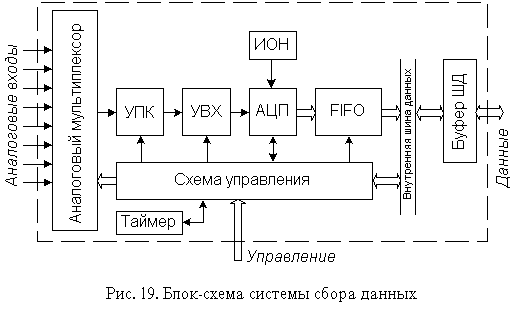 Аналоговые входы
Аналоговый мультиплексор
УПК
УВХ
ИОН
АЦП
FIFO
Внутренняя шина данных
Буфер ШД
Данные
Схема управления
Таймер
Управление
Рис. 19. Блок-схема системы сбора данных